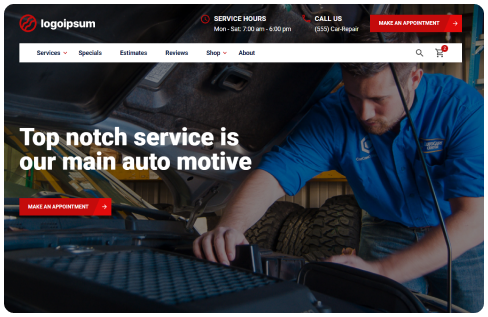 logoipsum
SERVICE HOURS
Mon - Sat: 7:00 am - 6:00 pm
CALL US
(555) Car-Repair
MAKE AN APPOINTMENT
Services
Specials
Estimates
Reviews
Shop
About
Top notch service is
our main auto motive
MAKE AN APPOINTMENT